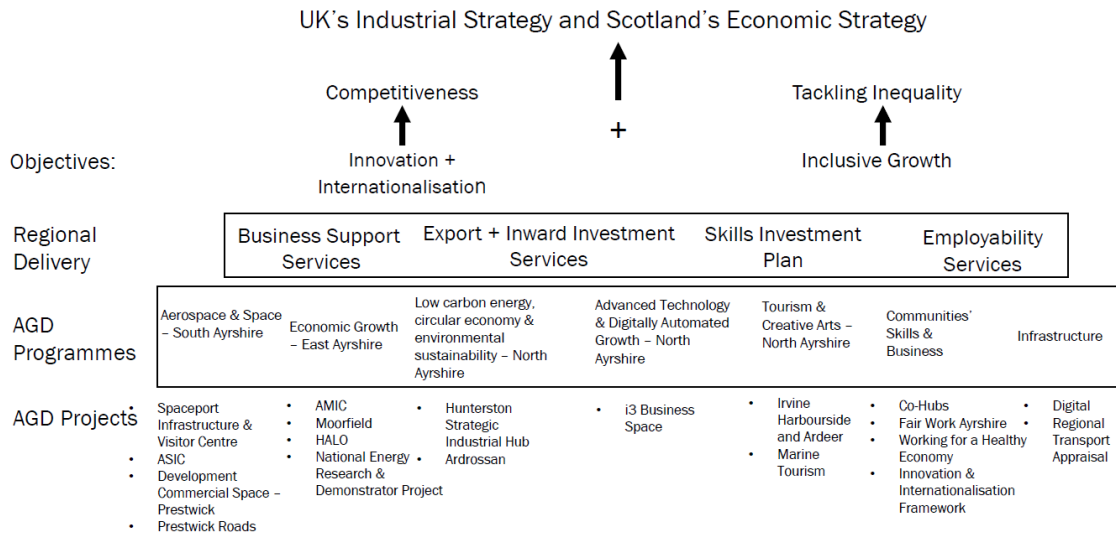 UK's Industrial Strategy and Scotland's Economic Strategy
Competitiveness
Tackling Inequality
+
Objectives:
Innovation +
Internationalisation
Inclusive Growth
Regional
Delivery
Business Support
Services
Export + Inward Investment
Services
Skills Investment
Plan
Employability
Services
AGD
Programmes
Aerospace & Space
– South Ayrshire
Economic Growth
– East Ayrshire
Low carbon energy,
circular economy &
environmental
sustainability – North
Ayrshire
Advanced Technology
& Digitally Automated
Growth – North
Ayrshire
Tourism &
Creative Arts –
North Ayrshire
Communities'
Skills &
Business
Infrastructure
AGD Projects
• Spaceport
Infrastructure &
Visitor Centre
• ASIC
• Development
Commercial Space –
Prestwick
• Prestwick Roads
• AMIC
• Moorfield
• HALO
• National Energy
Research &
Demonstrator Project
• Hunterston
Strategic
Industrial Hub
• Ardrossan
• i3 Business
Space
• Irvine
Harbourside
and Ardeer
• Marine
Tourism
• Co-Hubs
• Fair Work Ayrshire
• Working for a Healthy
Economy
• Innovation &
Internationalisation
Framework
• Digital
• Regional
Transport
Appraisal